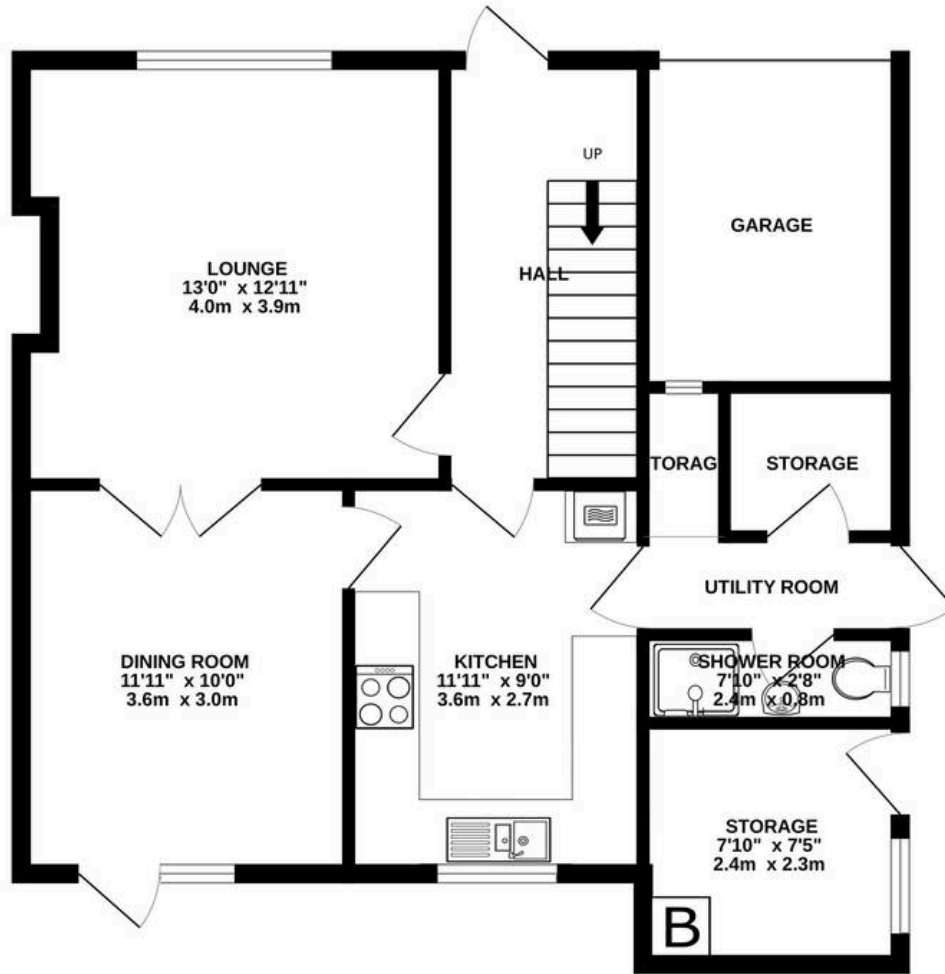 UP
GARAGE
HALL
LOUNGE
13'0" x 12'11"
4.0m x 3.9m
TORAG
STORAGE
UTILITY ROOM
DINING ROOM
11'11" x 10'0"
3.6m x 3.0m
KITCHEN
11'11" x 9'0"
3.6m x 2.7m
SHOWER ROOM
7'10" x 2'8"
2.4m x 0.8m
STORAGE
7'10" x 7'5"
2.4m x 2.3m
B